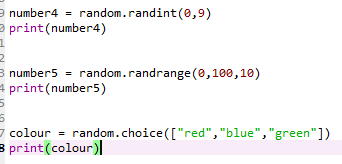 number4 = random.randint(0,9)
print(number4)
number5 = random.randrange(0,100,10)
print(number5)
colour = random.choice(["red","blue","green"])
8 print(colour)